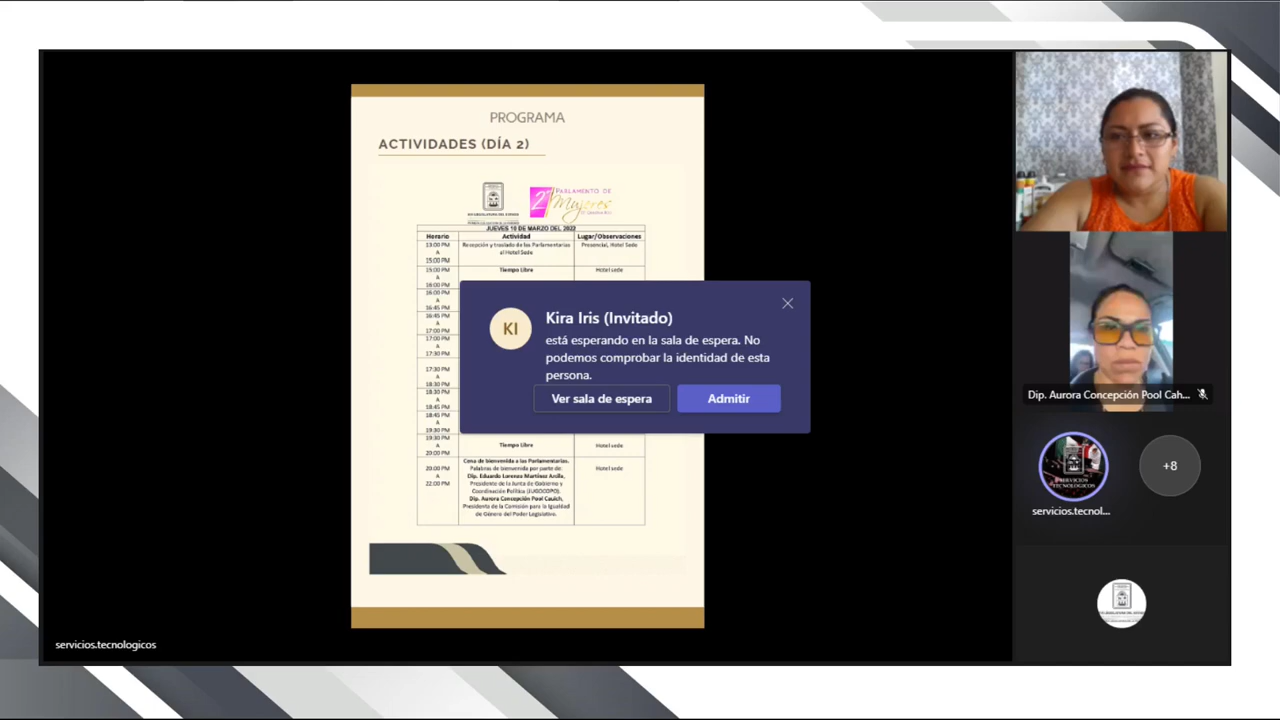 PROGRAMA
ACTIVIDADES (DÍA 2)
2º PARLAMENTO DE
Mujeres
JUEVES 10 DE MARZO DEL 2022
Horario Actividad Lugar/Observaciones
13:00 PM Recepción y traslado de las Parlamentarias Presencial, Hotel Sede
A al Hotel Sede
15:00 PM
15:00 PM Tiempo Libre Hotel sede
A
16:00 PM
16:00 PM
A
16:45 PM
16:45 PM
A
17:00 PM
17:00 PM
A
17:30 PM
17:30 PM
A
18:30 PM
18:30 PM
A
18:45 PM
18:45 PM
A
19:30 PM
19:30 PM
A Tiempo Libre Hotel sede
20:00 PM
Cena de bienvenida a las Parlamentarias.
20:00 PM Palabras de bienvenida por parte de: Hotel sede
A Dip. Eduardo Lorenzo Martínez Arcila,
22:00 PM Presidente de la Junta de Gobierno y
Coordinación Política (JUGOCOPO).
Dip. Aurora Concepción Pool Cauich,
Presidenta de la Comisión para la Igualdad
de Género del Poder Legislativo.
KI
Kira Iris (Invitado)
está esperando en la sala de espera. No
podemos comprobar la identidad de esta
persona.
Ver sala de espera Admitir
servicios.tecnologicos
Dip. Aurora Concepción Pool Cah...
SERVICIOS
TECNOLOGICOS
+8
servicios.tecnol...